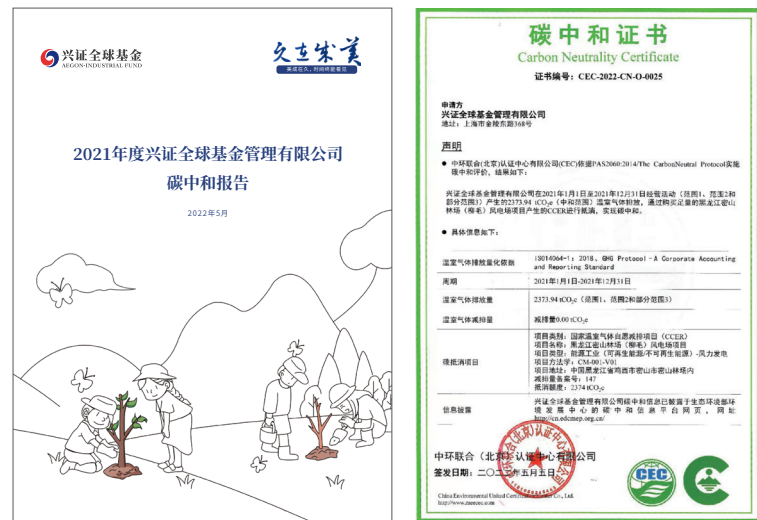 兴证全球基金
AEGON-INDUSTRIAL FUND
2021年度兴证全球基金管理有限公司
碳中和报告
2022年5月
碳中和证书
Carbon Neutrality Certificate
证书编号：CEC-2022-CN-O-0025
申请方
兴证全球基金管理有限公司
地址：上海市金陵东路368号
声明
● 中环联合(北京)认证中心有限公司(CEC)依据PAS2060:2014/The CarbonNeutral Protocol实施
碳中和评价，结果如下：
兴证全球基金管理有限公司在2021年1月1日至2021年12月31日经营活动（范围1、范围2和
部分范围3）产生的2373.94 tCO₂e（中和范围）温室气体排放，通过购买足量的黑龙江密山
林场（柳毛）风电场项目产生的CCER进行抵消，实现碳中和。
● 具体信息如下：
温室气体排放量化依据
ISO14064-1：2018、GHG Protocol - A Corporate Accounting
and Reporting Standard
周期
2021年1月1日-2021年12月31日
温室气体排放量
2373.94 tCO₂e（范围1、范围2和部分范围3）
温室气体减排量
减排量0.00 tCO₂e
碳抵消项目
项目类别：国家温室气体自愿减排项目（CCER）
项目名称：黑龙江密山林场（柳毛）风电场项目
项目类型：能源工业（可再生能源/不可再生能源）-风力发电
项目方法学：CM-001-V01
项目地址：中国黑龙江省鸡西市密山市密山林场内
减排量备案号：147
抵消额度：2374 tCO₂e
信息披露
兴证全球基金管理有限公司碳中和信息已披露于生态环境部环
境发展中心的碳中和信息平台网页，网址
http://cn.edcmep.org.cn/
中环联合（北京）认证中心有限公司
签发日期：二〇二二年五月五日
China Environmental United Certification Center Co., Ltd.
CEC